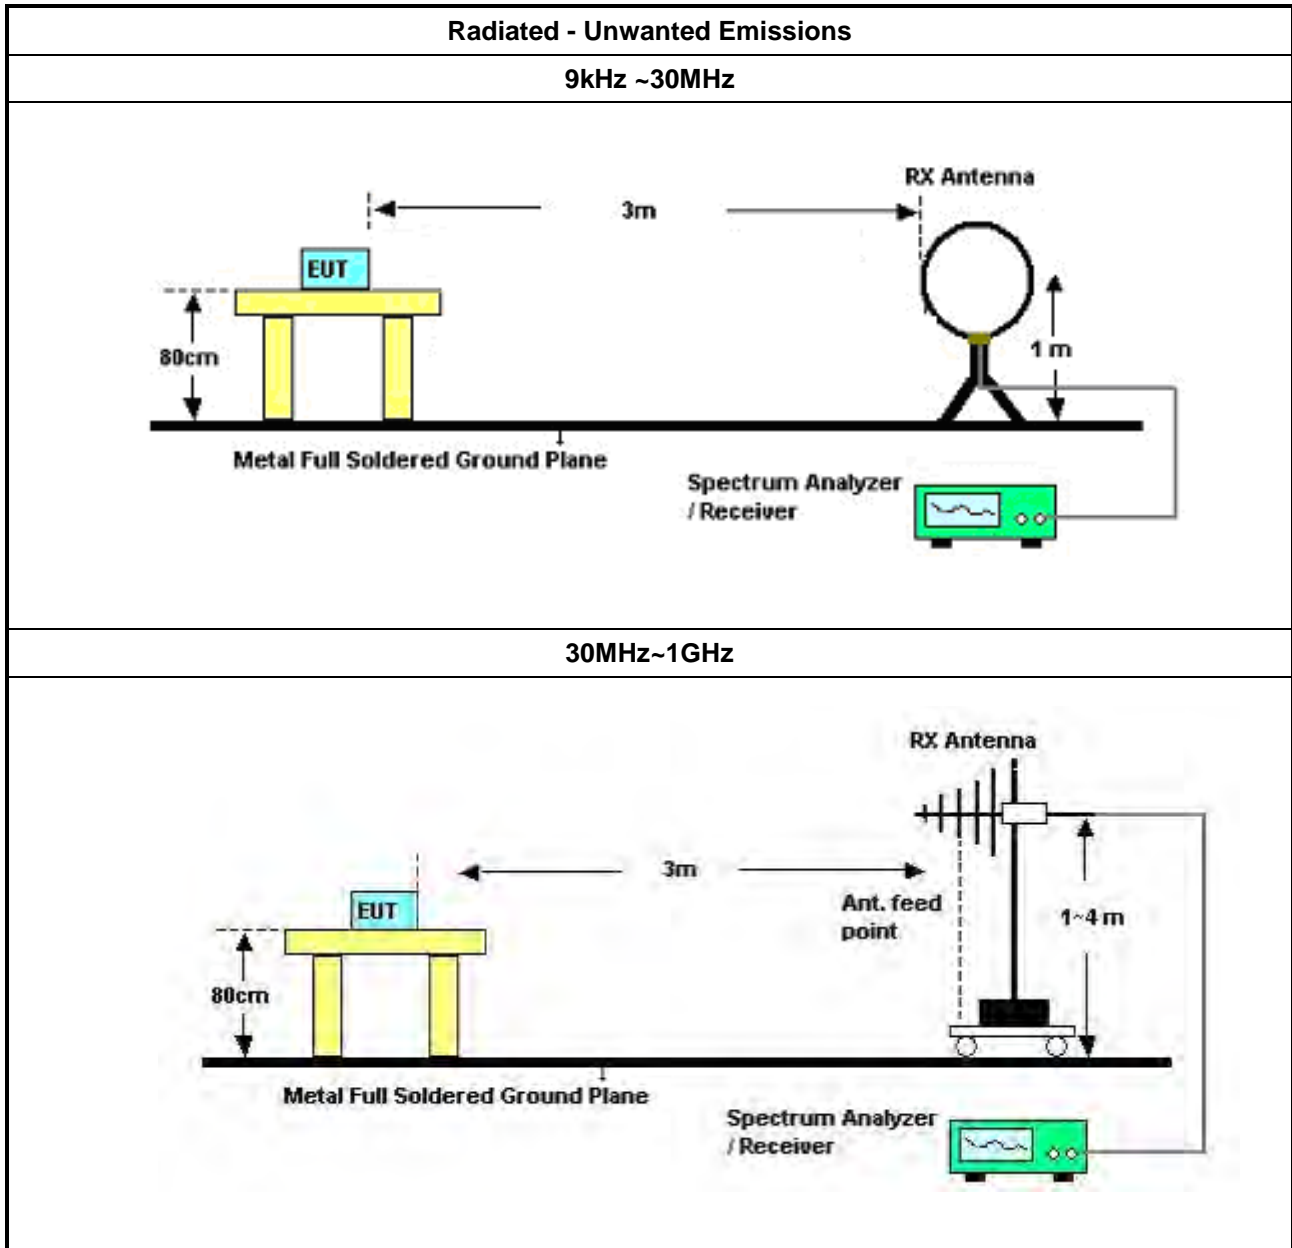 Radiated - Unwanted Emissions
9kHz ~30MHz
RX Antenna
3m
EUT
80cm
1 m
Metal Full Soldered Ground Plane
Spectrum Analyzer
/ Receiver
30MHz~1GHz
RX Antenna
3m
Ant. feed
point
EUT
1~4 m
80cm
Metal Full Soldered Ground Plane
Spectrum Analyzer
/ Receiver